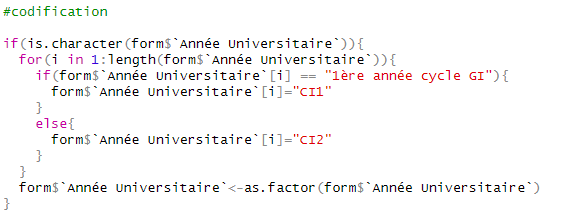 #codification
if(is.character(form$`Année Universitaire`)){
for(i in 1:length(form$`Année Universitaire`)){
if(form$`Année Universitaire`[i] == "1ère année cycle GI"){
form$`Année Universitaire`[i]="CI1"
}
else{
form$`Année Universitaire`[i]="CI2"
}
}
form$`Année Universitaire`<-as.factor(form$`Année Universitaire`)
}